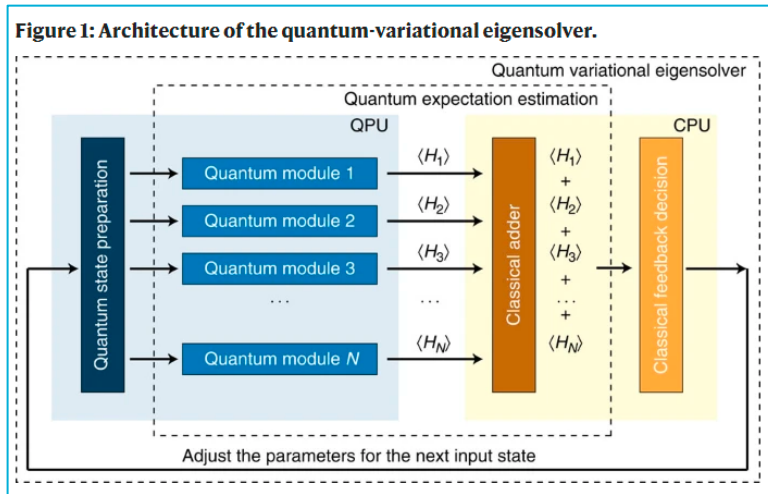 Figure 1: Architecture of the quantum-variational eigensolver.
Quantum variational eigensolver
Quantum expectation estimation
QPU
CPU
Quantum state preparation
Quantum module 1
Quantum module 2
Quantum module 3
...
Quantum module N
⟨H₁⟩
⟨H₂⟩
⟨H₃⟩
...
⟨H_N⟩
Classical adder
⟨H₁⟩
+
⟨H₂⟩
+
⟨H₃⟩
+
...
+
⟨H_N⟩
Classical feedback decision
Adjust the parameters for the next input state